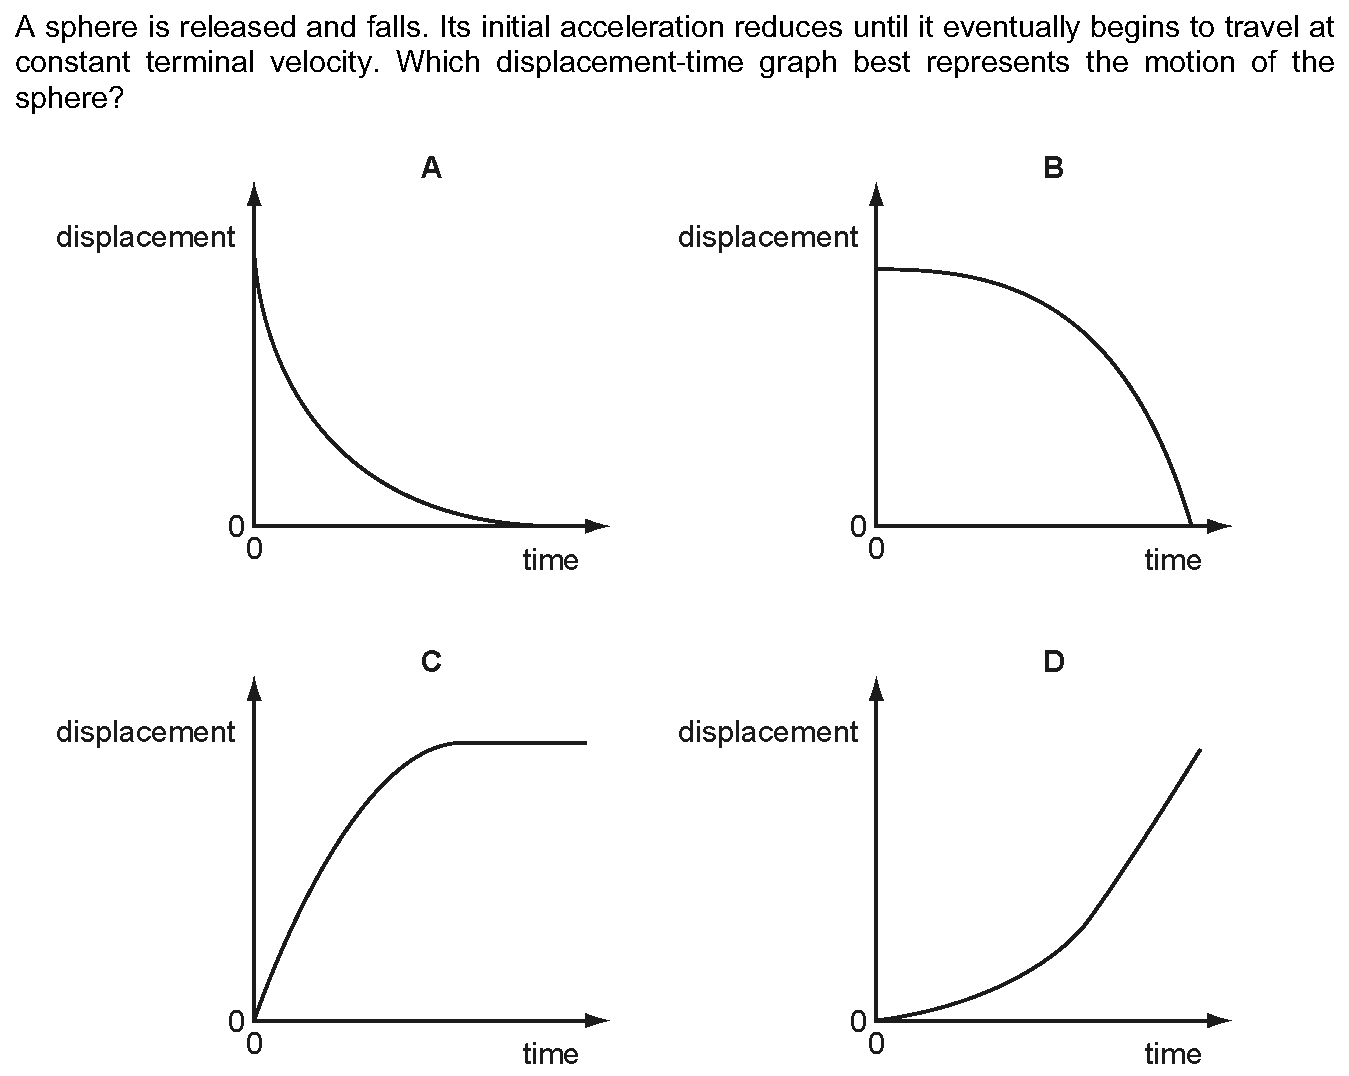 A sphere is released and falls. Its initial acceleration reduces until it eventually begins to travel at
constant terminal velocity. Which displacement-time graph best represents the motion of the
sphere?
A
displacement
0
0
time
B
displacement
0
0
time
C
displacement
0
0
time
D
displacement
0
0
time